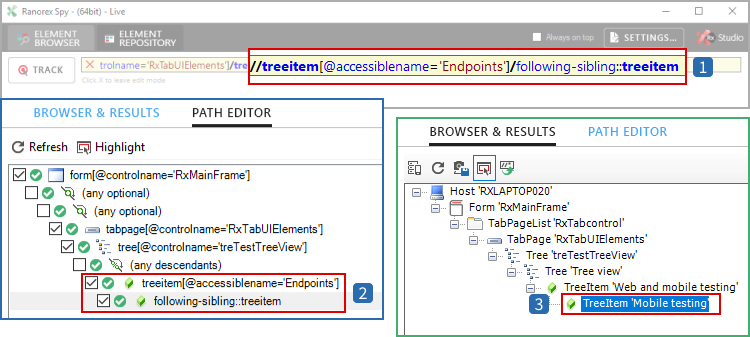 Ranorex Spy - (64bit) - Live
ELEMENT BROWSER
ELEMENT REPOSITORY
Always on top
SETTINGS...
Rx Studio
TRACK
trolname='RxTabUIElements']/tre
//treeitem[@accessiblename='Endpoints']/following-sibling::treeitem
1
Click X to leave edit mode
BROWSER & RESULTS
PATH EDITOR
Refresh
Highlight
form[@controlname='RxMainFrame']
(any optional)
(any optional)
tabpage[@controlname='RxTabUIElements']
tree[@controlname='treTestTreeView']
(any descendants)
treeitem[@accessiblename='Endpoints']
following-sibling::treeitem
2
BROWSER & RESULTS
PATH EDITOR
Host 'RXLAPTOP020'
Form 'RxMainFrame'
TabPageList 'RxTabcontrol'
TabPage 'RxTabUIElements'
Tree 'treTestTreeView'
Tree 'Tree view'
TreeItem 'Web and mobile testing'
3
TreeItem 'Mobile testing'